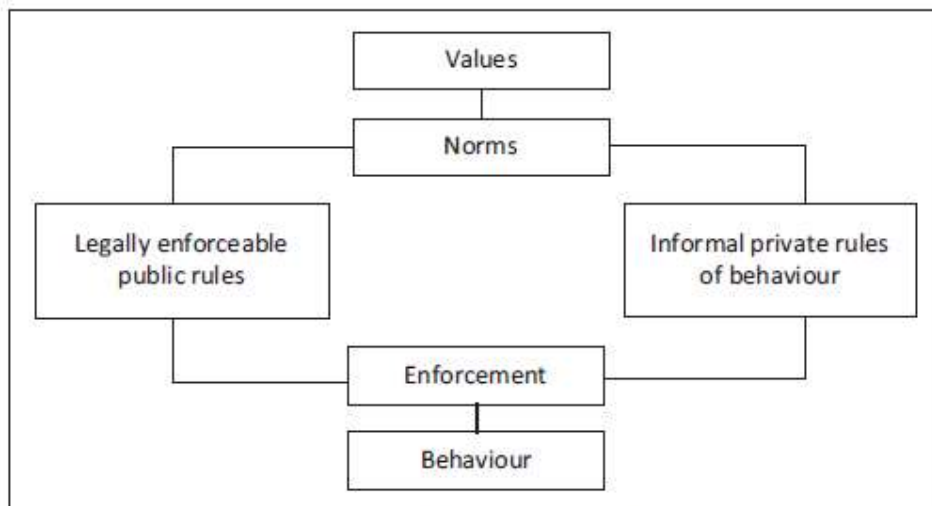 Values
Norms
Legally enforceable
public rules
Informal private rules
of behaviour
Enforcement
Behaviour